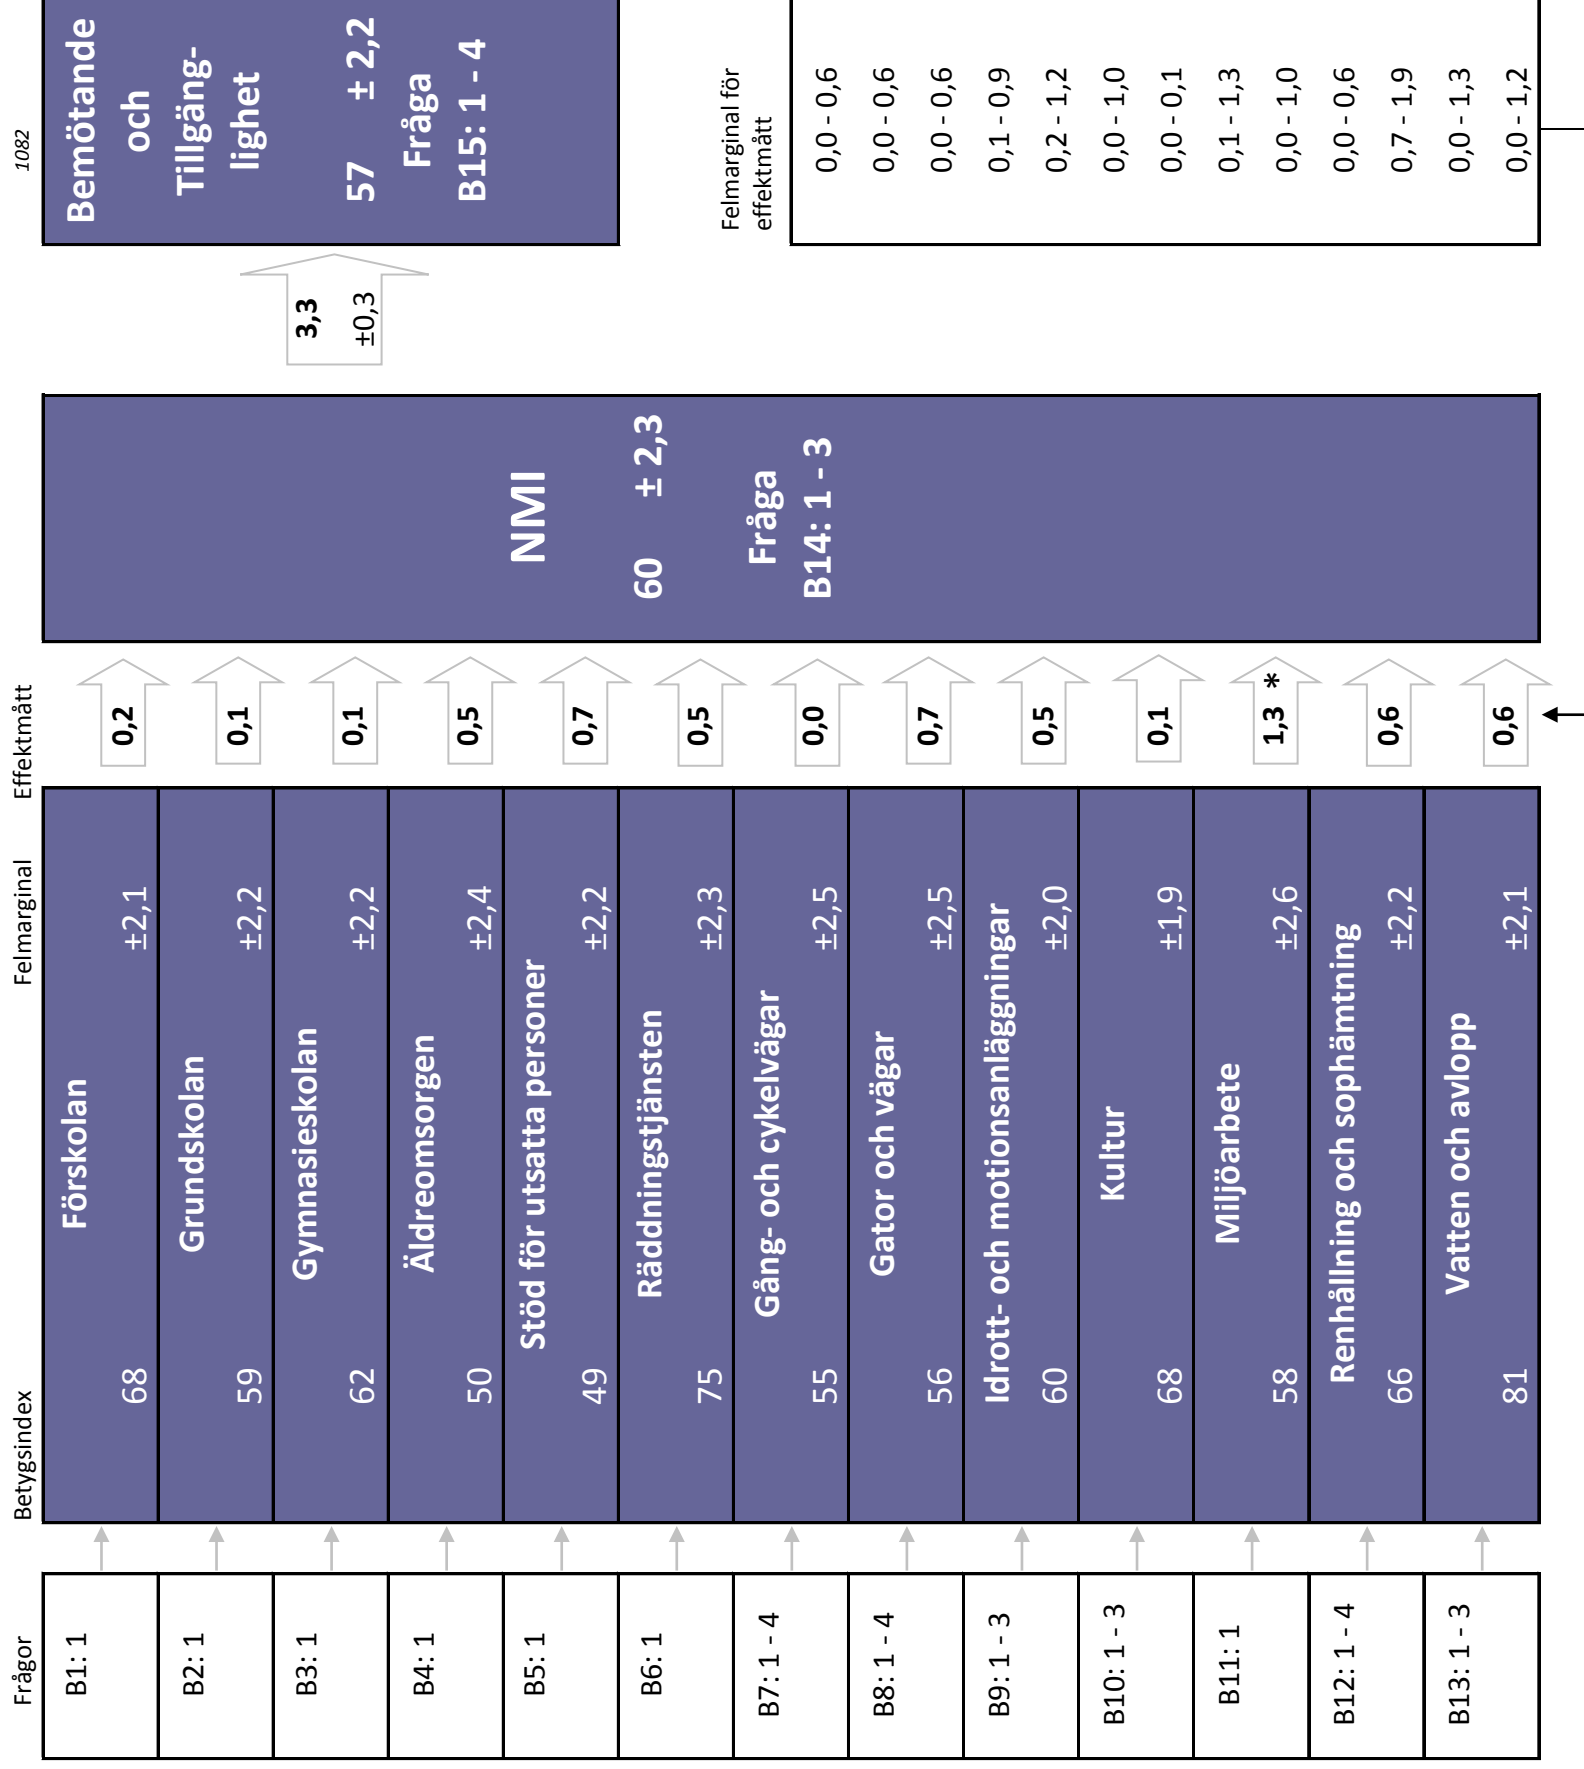 1082
Frågor
Betygsindex
Felmarginal
Effektmått
B1: 1
Förskolan
68
±2,1
0,2
B2: 1
Grundskolan
59
±2,2
0,1
B3: 1
Gymnasieskolan
62
±2,2
0,1
B4: 1
Äldreomsorgen
50
±2,4
0,5
B5: 1
Stöd för utsatta personer
49
±2,2
0,7
B6: 1
Räddningstjänsten
75
±2,3
0,5
B7: 1 - 4
Gång- och cykelvägar
55
±2,5
0,0
B8: 1 - 4
Gator och vägar
56
±2,5
0,7
B9: 1 - 3
Idrott- och motionsanläggningar
60
±2,0
0,5
B10: 1 - 3
Kultur
68
±1,9
0,1
B11: 1
Miljöarbete
58
±2,6
1,3 *
B12: 1 - 4
Renhållning och sophämtning
66
±2,2
0,6
B13: 1 - 3
Vatten och avlopp
81
±2,1
0,6
NMI
60 ± 2,3
Fråga
B14: 1 - 3
3,3
±0,3
Bemötande
och
Tillgäng-
lighet
57 ± 2,2
Fråga
B15: 1 - 4
Felmarginal för
effektmått
0,0 - 0,6
0,0 - 0,6
0,0 - 0,6
0,1 - 0,9
0,2 - 1,2
0,0 - 1,0
0,0 - 0,1
0,1 - 1,3
0,0 - 1,0
0,0 - 0,6
0,7 - 1,9
0,0 - 1,3
0,0 - 1,2